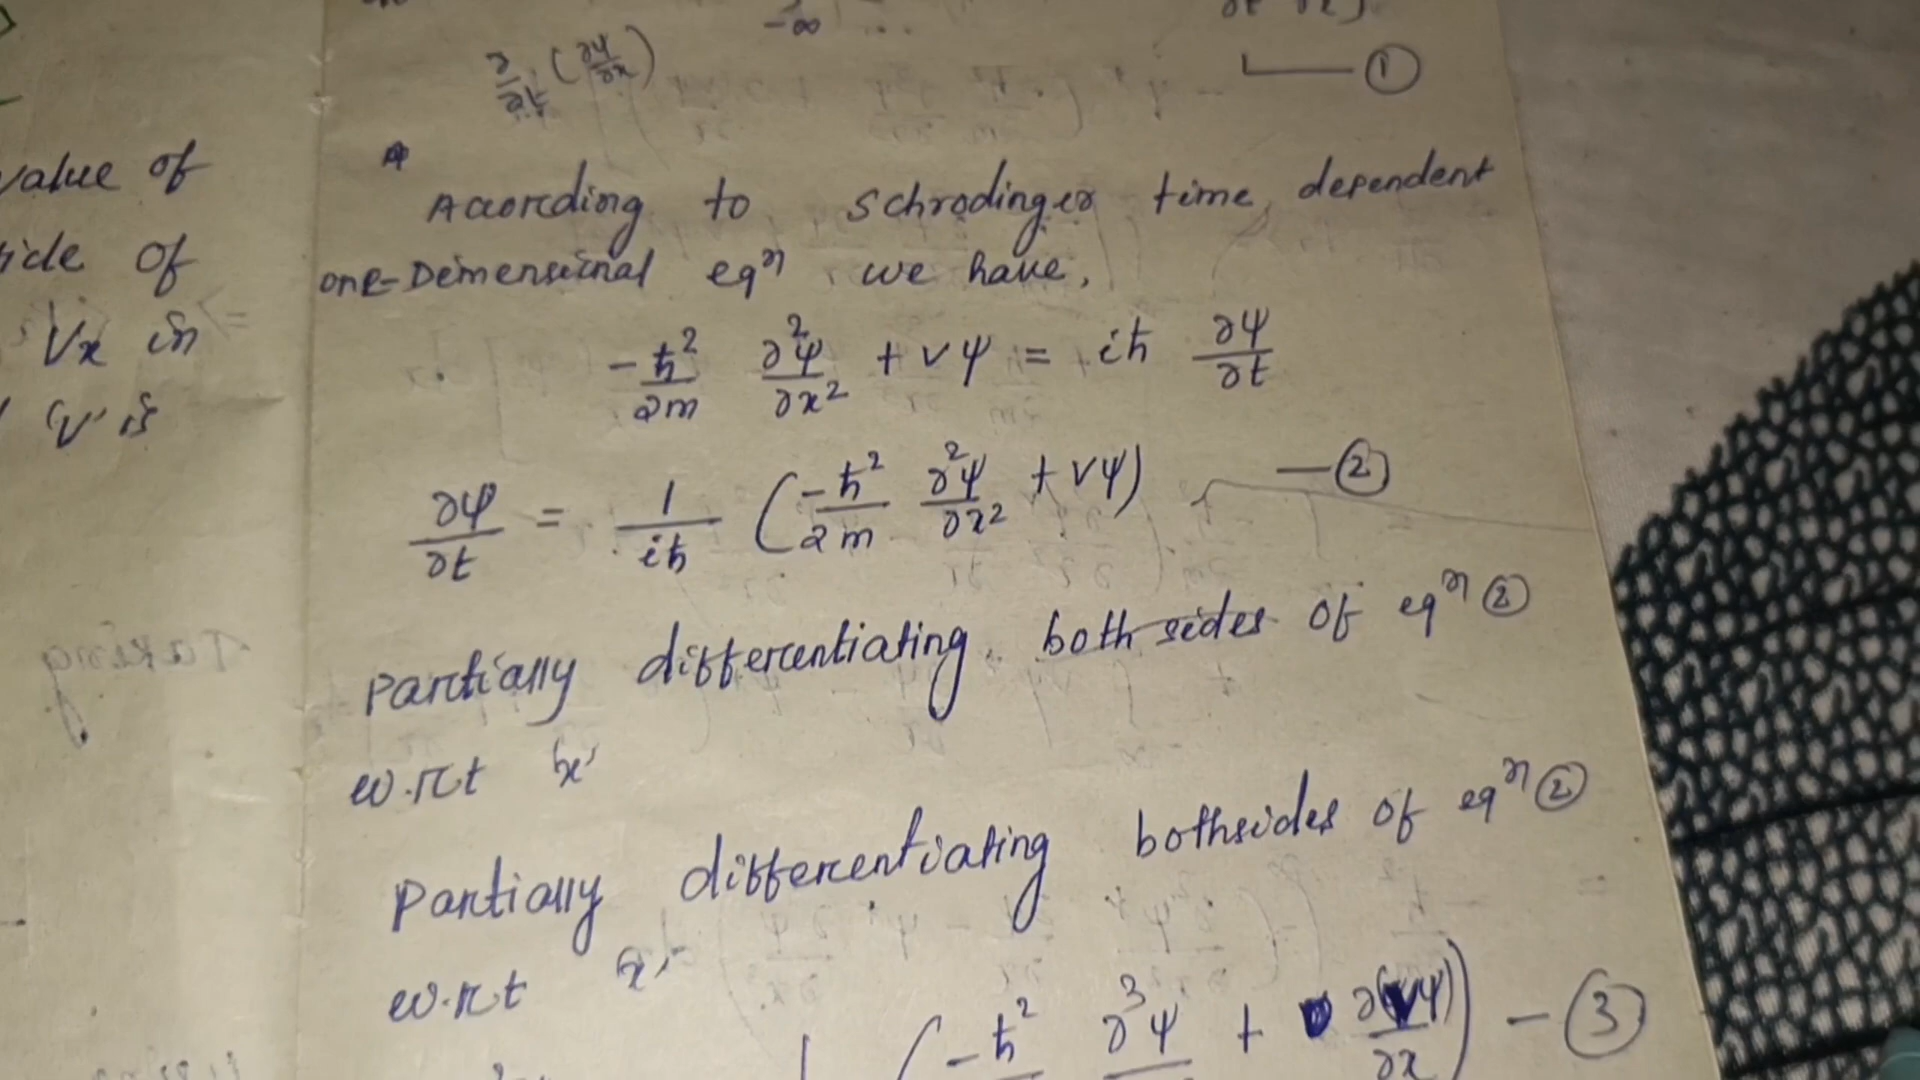 -∞
∂/∂t (∂ψ/∂x)
①
value of
of
Vx in
'V' is
According to Schrodinger time dependent
one-Dimensional eqⁿ we have,
-ħ²/2m ∂²ψ/∂x² + vψ = iħ ∂ψ/∂t
∂ψ/∂t = 1/iħ (-ħ²/2m ∂²ψ/∂x² + vψ) —②
Partially differentiating both sides of eqⁿ ②
w.r.t 'x'
Partially differentiating bothsides of eqⁿ ②
w.r.t 'x'
(-ħ² ∂³ψ + ∂(Vψ)/∂x) —③